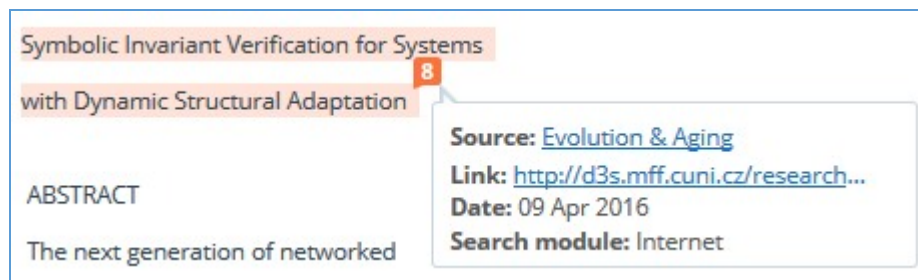 Symbolic Invariant Verification for Systems
8
with Dynamic Structural Adaptation
Source: Evolution & Aging
Link: http://d3s.mff.cuni.cz/research...
Date: 09 Apr 2016
Search module: Internet
ABSTRACT
The next generation of networked